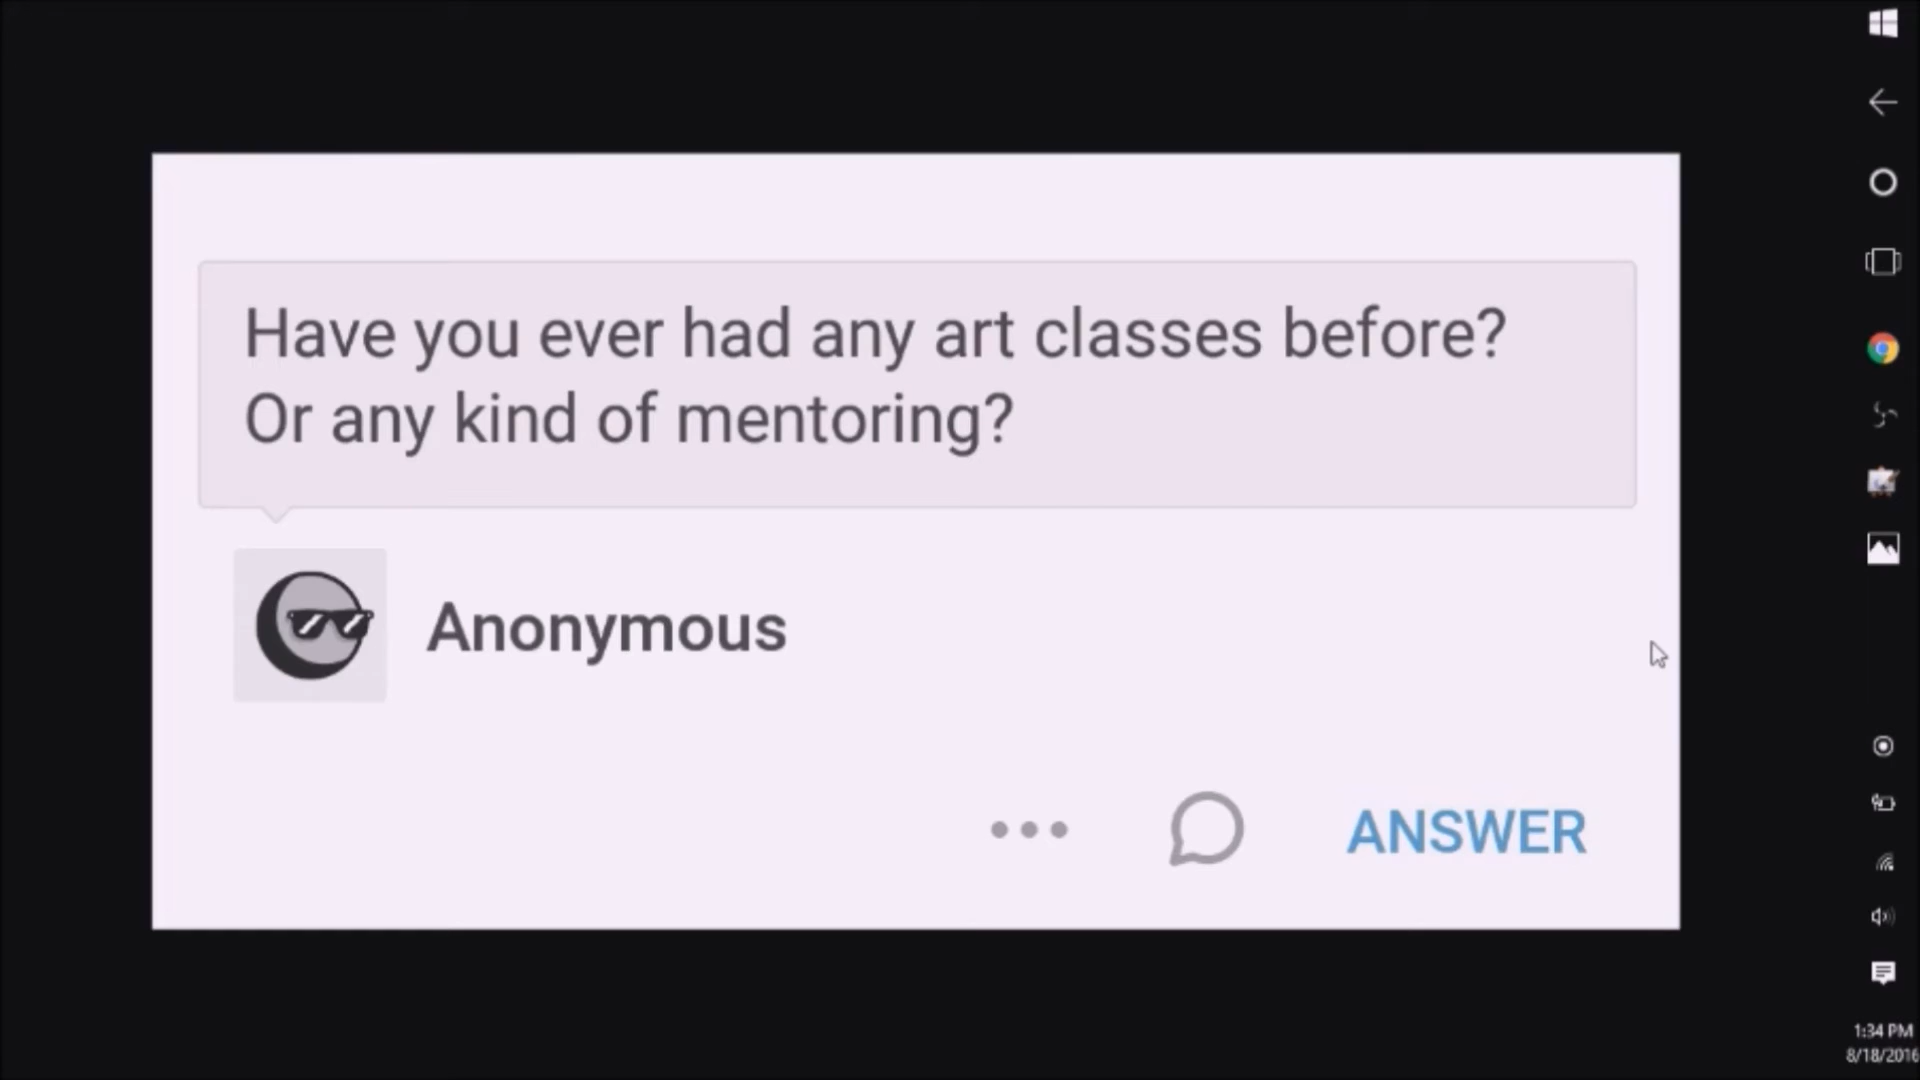 Have you ever had any art classes before?
Or any kind of mentoring?
Anonymous
ANSWER
1:34 PM
8/18/2016